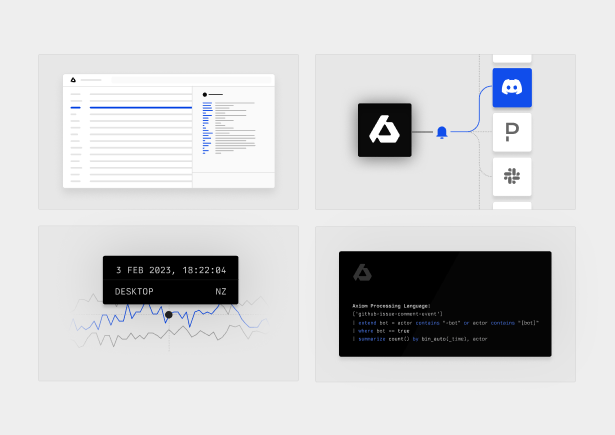 3 FEB 2023, 18:22:04
DESKTOP NZ
Axiom Processing Language:
['github-issue-comment-event']
| extend bot = actor contains "-bot" or actor contains "[bot]"
| where bot == true
| summarize count() by bin_auto(_time), actor